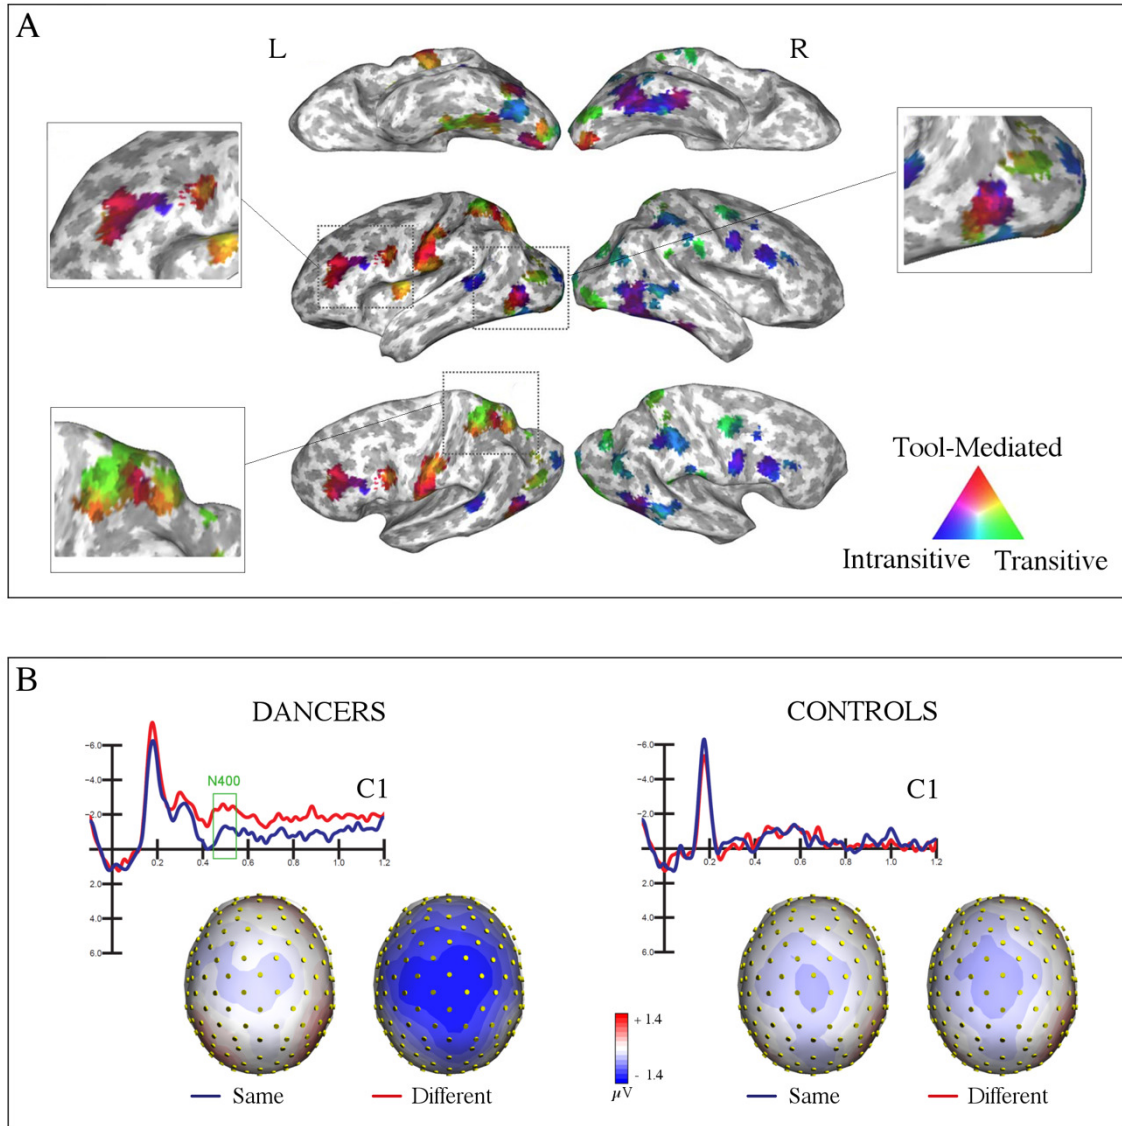 A
L
R
Tool-Mediated
Intransitive Transitive
B
DANCERS
CONTROLS
-6.0
-4.0
-2.0
2.0
4.0
6.0
0.2
0.4
0.6
0.8
1.0
1.2
N400
C1
-6.0
-4.0
-2.0
2.0
4.0
6.0
0.2
0.4
0.6
0.8
1.0
1.2
C1
+ 1.4
- 1.4
µV
Same
Different
Same
Different